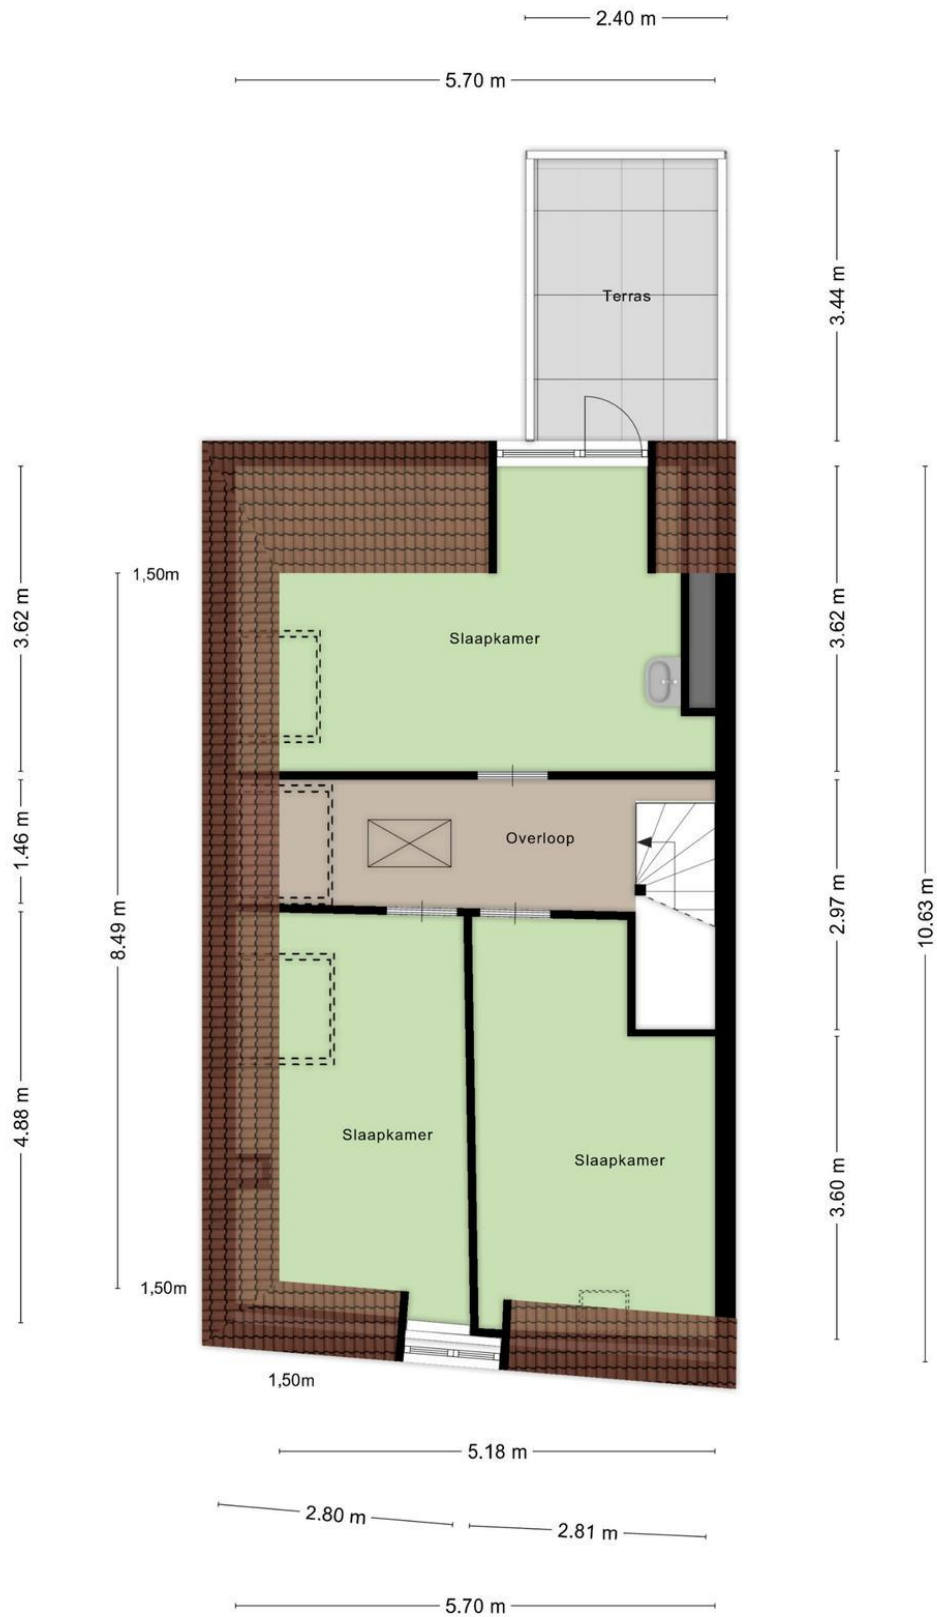 2.40 m
5.70 m
3.44 m
Terras
1,50m
3.62 m
3.62 m
Slaapkamer
1.46 m
Overloop
8.49 m
2.97 m
10.63 m
4.88 m
Slaapkamer
Slaapkamer
3.60 m
1,50m
1,50m
5.18 m
2.80 m
2.81 m
5.70 m